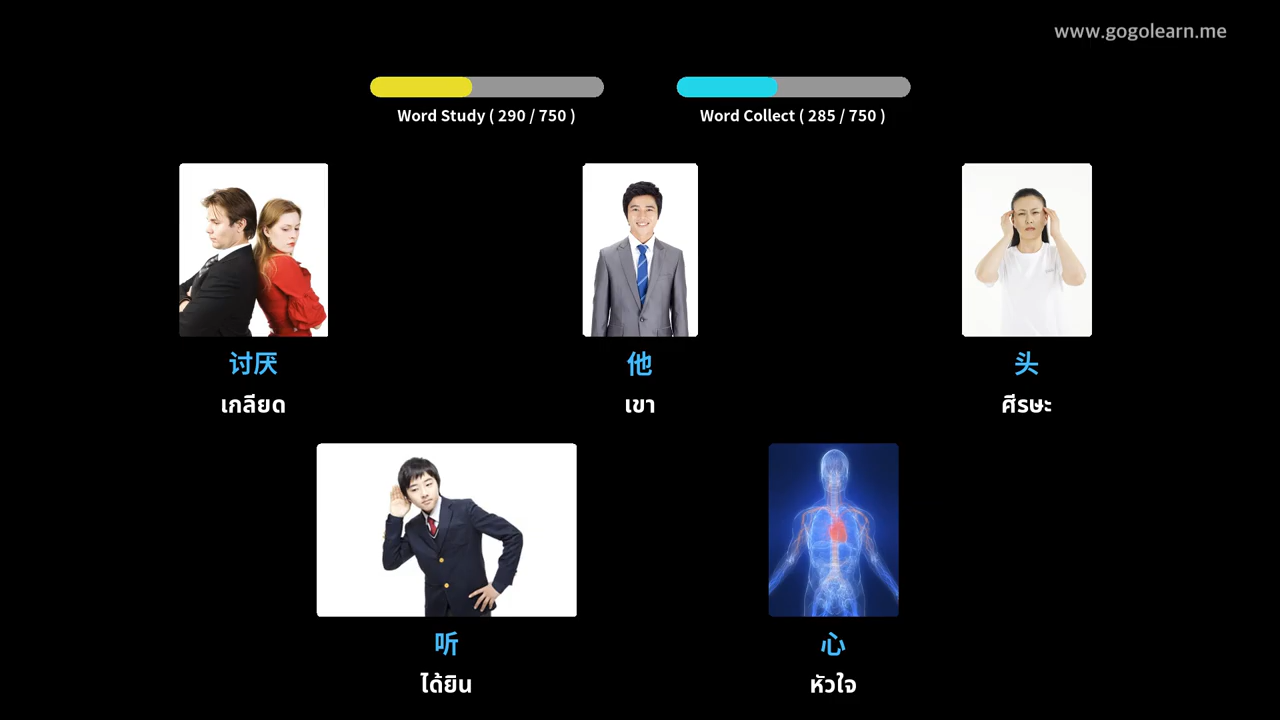 www.gogolearn.me
Word Study ( 290 / 750 )
Word Collect ( 285 / 750 )
讨厌
他
头
เกลียด
เขา
ศีรษะ
听
心
ได้ยิน
หัวใจ